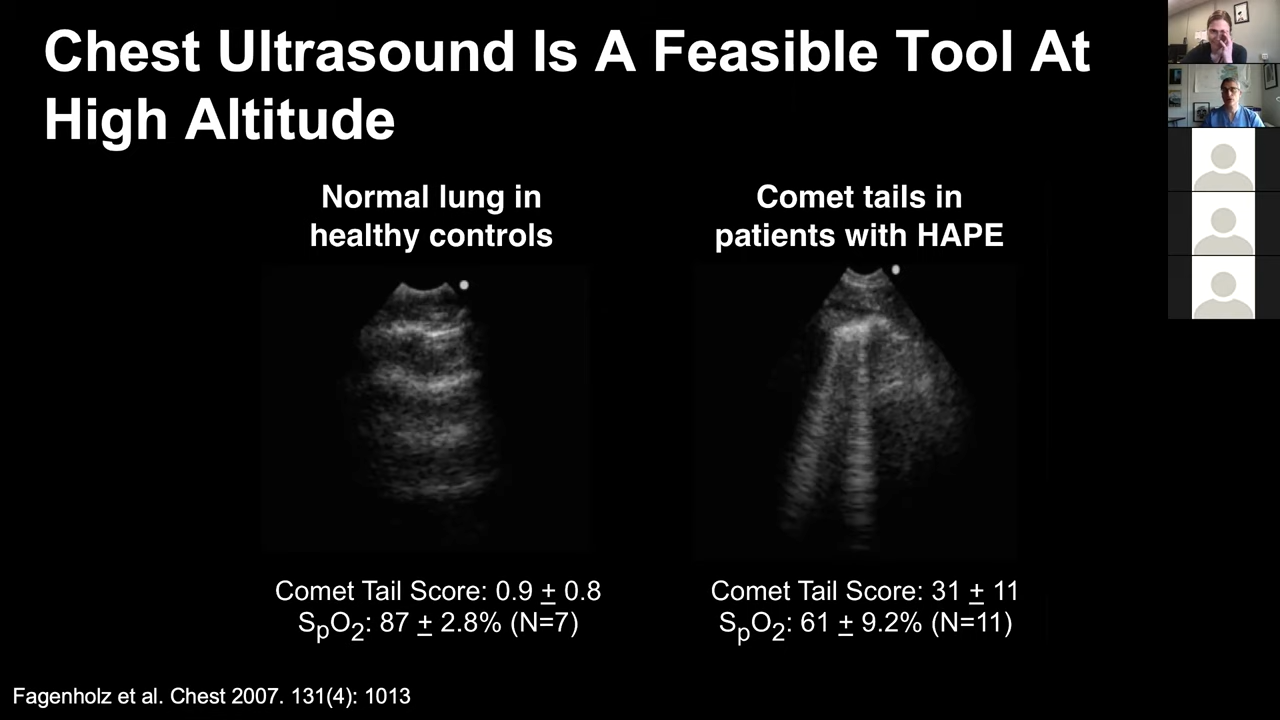 Chest Ultrasound Is A Feasible Tool At
High Altitude
Normal lung in
healthy controls
Comet tails in
patients with HAPE
Comet Tail Score: 0.9 ± 0.8
SpO2: 87 ± 2.8% (N=7)
Comet Tail Score: 31 ± 11
SpO2: 61 ± 9.2% (N=11)
Fagenholz et al. Chest 2007. 131(4): 1013